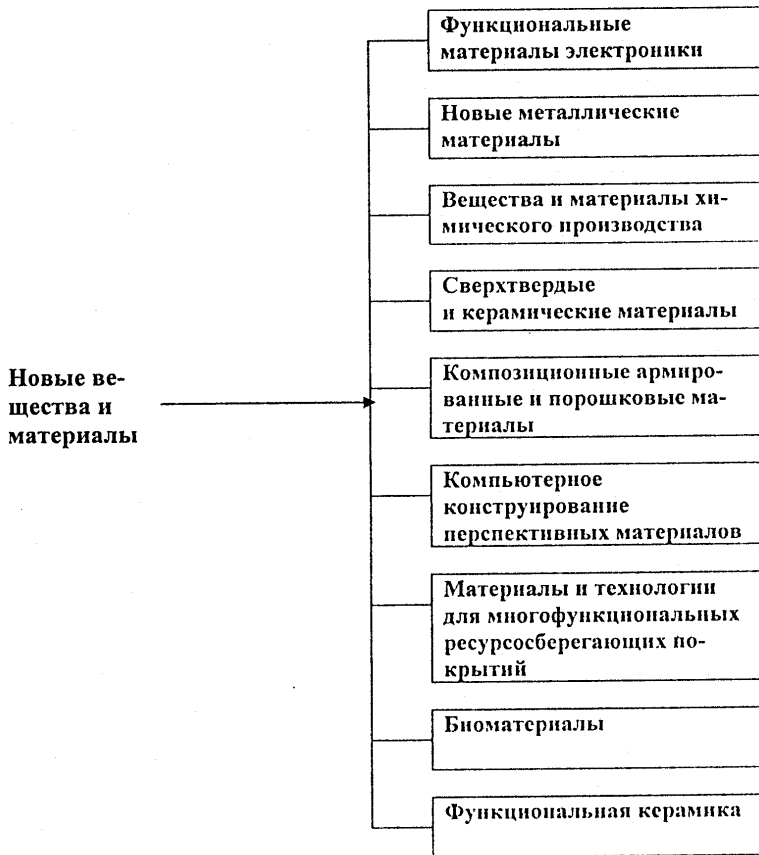 Функциональные
материалы электроники
Новые металлические
материалы
Вещества и материалы хи-
мического производства
Сверхтвердые
и керамические материалы
Новые ве-
щества и
материалы
Композиционные армиро-
ванные и порошковые ма-
териалы
Компьютерное
конструирование
перспективных материалов
Материалы и технологии
для многофункциональных
ресурсосберегающих по-
крытий
Биоматериалы
Функциональная керамика